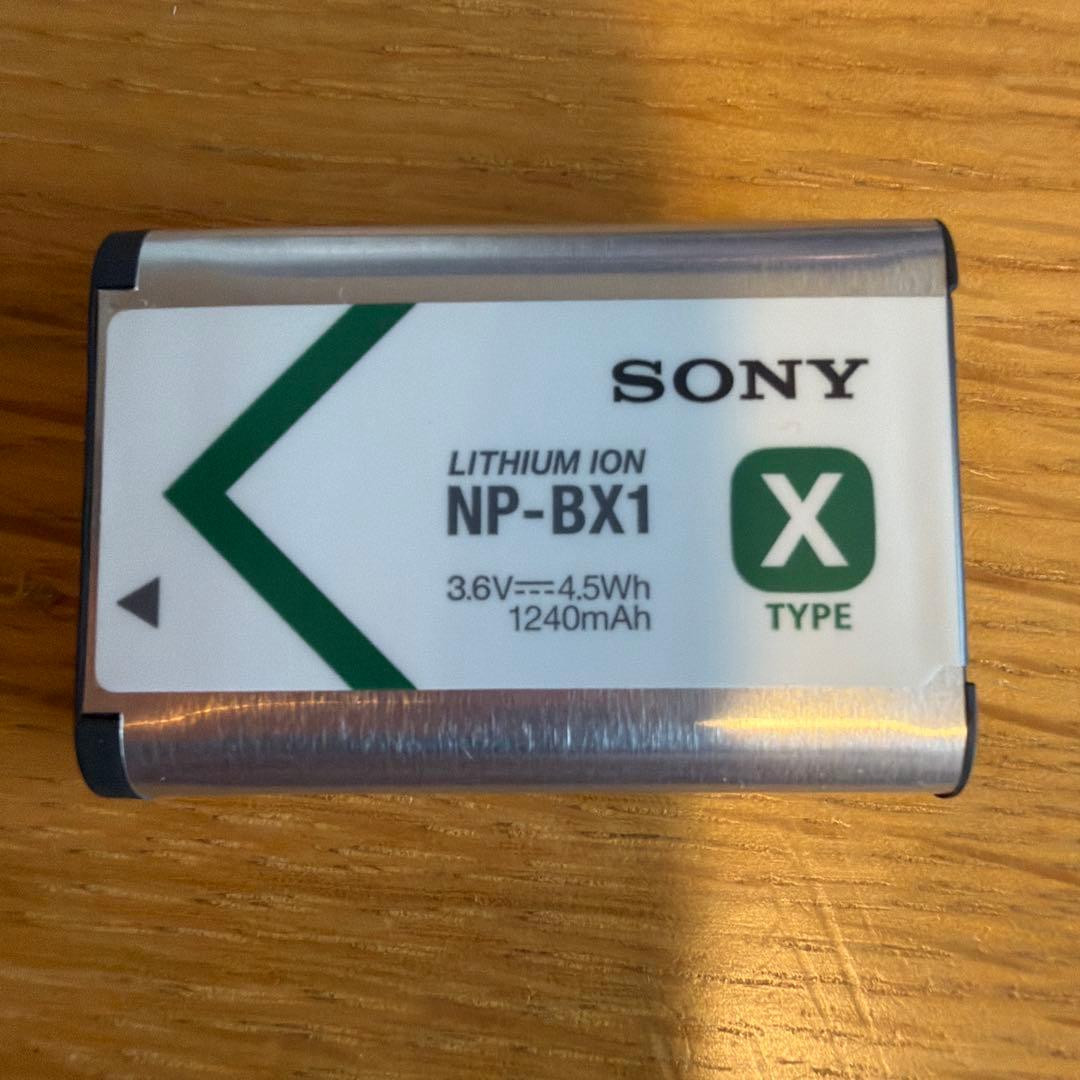 SONY
LITHIUM ION
NP-BX1
X
TYPE
3.6V⎓4.5Wh
1240mAh